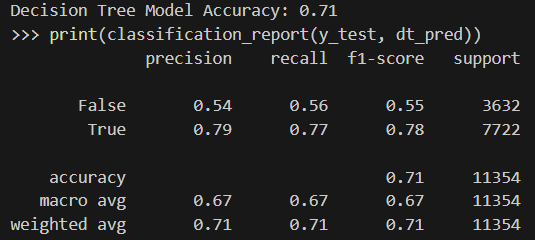 Decision Tree Model Accuracy: 0.71
>>> print(classification_report(y_test, dt_pred))
              precision    recall  f1-score   support

       False       0.54      0.56      0.55      3632
        True       0.79      0.77      0.78      7722

    accuracy                           0.71     11354
   macro avg       0.67      0.67      0.67     11354
weighted avg       0.71      0.71      0.71     11354